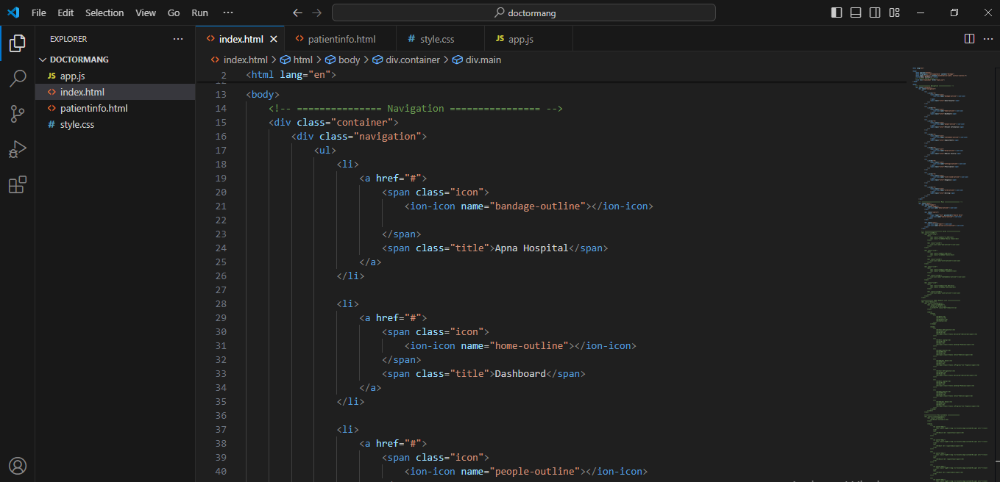 File Edit Selection View Go Run ···
doctormang
EXPLORER ···
index.html
patientinfo.html
# style.css
JS app.js
DOCTORMANG
JS app.js
index.html
patientinfo.html
# style.css
index.html > html > body > div.container > div.main
2 <html lang="en">
13 <body>
14 <!-- =============== Navigation ================ -->
15 <div class="container">
16 <div class="navigation">
17 <ul>
18 <li>
19 <a href="#">
20 <span class="icon">
21 <ion-icon name="bandage-outline"></ion-icon>
22
23 </span>
24 <span class="title">Apna Hospital</span>
25 </a>
26 </li>
27
28 <li>
29 <a href="#">
30 <span class="icon">
31 <ion-icon name="home-outline"></ion-icon>
32 </span>
33 <span class="title">Dashboard</span>
34 </a>
35 </li>
36
37 <li>
38 <a href="#">
39 <span class="icon">
40 <ion-icon name="people-outline"></ion-icon>